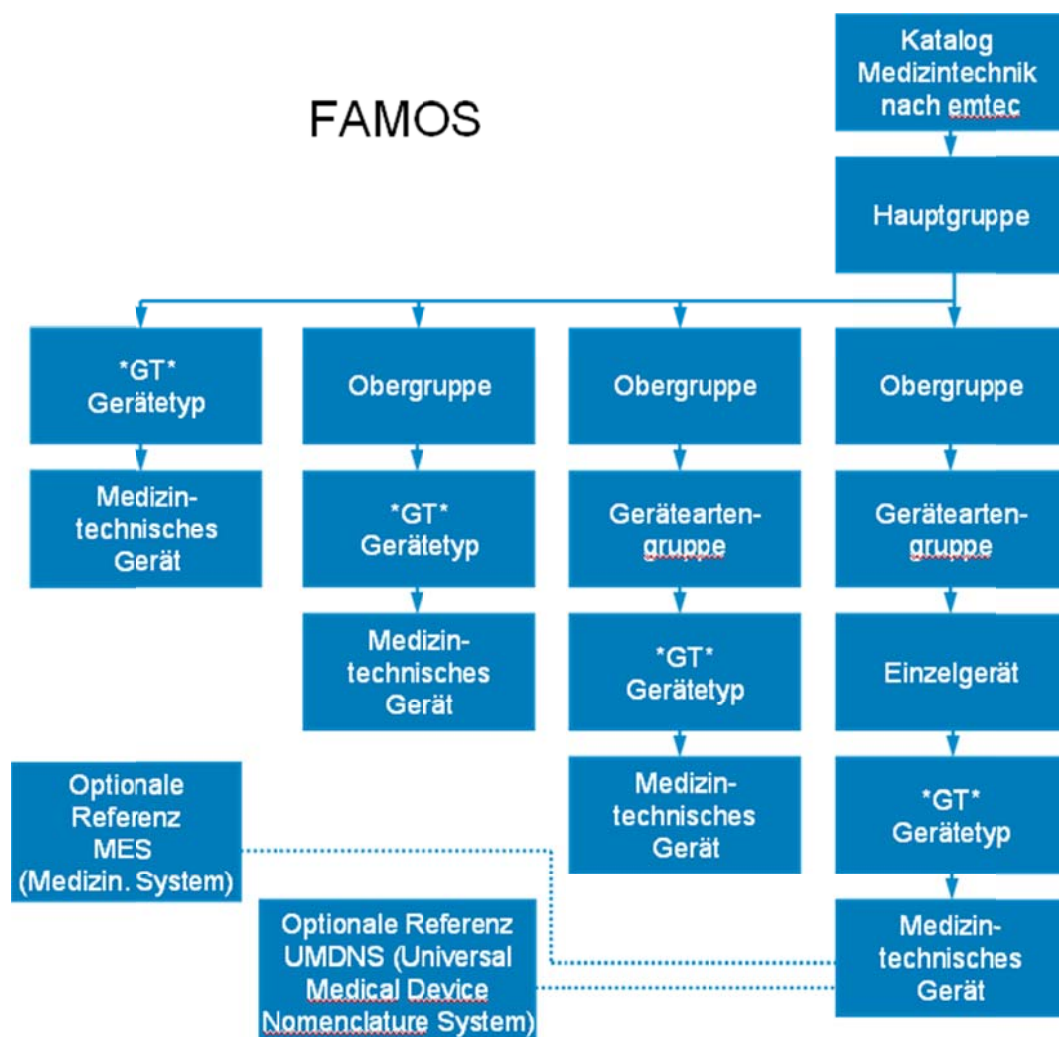 Katalog
Medizintechnik
nach emtec
FAMOS
Hauptgruppe
*GT*
Gerätetyp
Obergruppe
Obergruppe
Obergruppe
Medizin-
technisches
Gerät
*GT*
Gerätetyp
Gerätearten-
gruppe
Gerätearten-
gruppe
Medizin-
technisches
Gerät
*GT*
Gerätetyp
Einzelgerät
Optionale
Referenz
MES
(Medizin. System)
Medizin-
technisches
Gerät
*GT*
Gerätetyp
Optionale Referenz
UMDNS (Universal
Medical Device
Nomenclature System)
Medizin-
technisches
Gerät